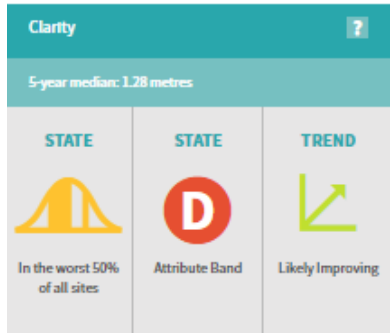 Clarity ?
5-year median: 1.28 metres
STATE
In the worst 50%
of all sites
STATE
D
Attribute Band
TREND
Likely Improving